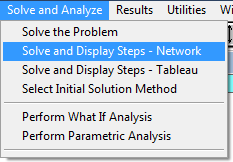 Solve and Analyze Results Utilities Wi
Solve the Problem
Solve and Display Steps - Network
Solve and Display Steps - Tableau
Select Initial Solution Method
Perform What If Analysis
Perform Parametric Analysis